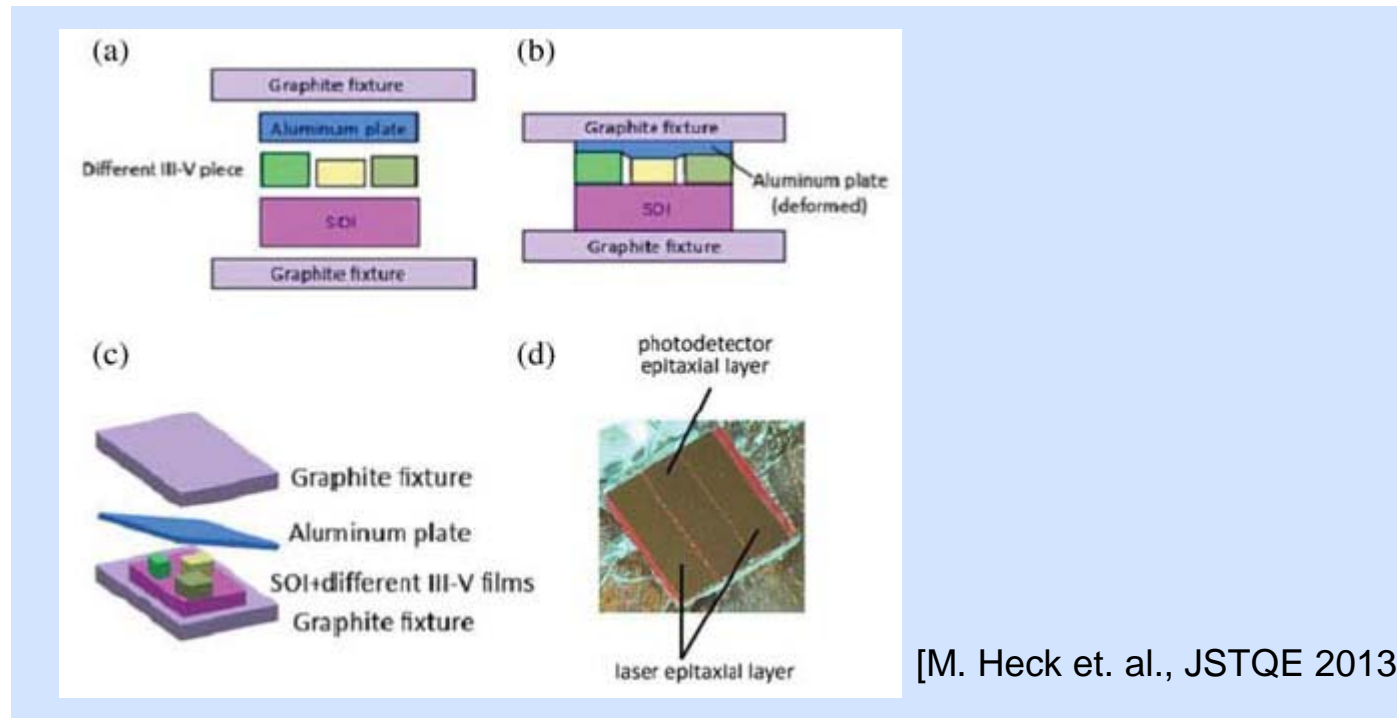 (a)
Graphite fixture
Aluminum plate
Different III-V piece
SOI
Graphite fixture
(b)
Graphite fixture
Aluminum plate
(deformed)
SOI
Graphite fixture
(c)
Graphite fixture
Aluminum plate
SOI+different III-V films
Graphite fixture
(d)
photodetector
epitaxial layer
laser epitaxial layer
[M. Heck et. al., JSTQE 2013